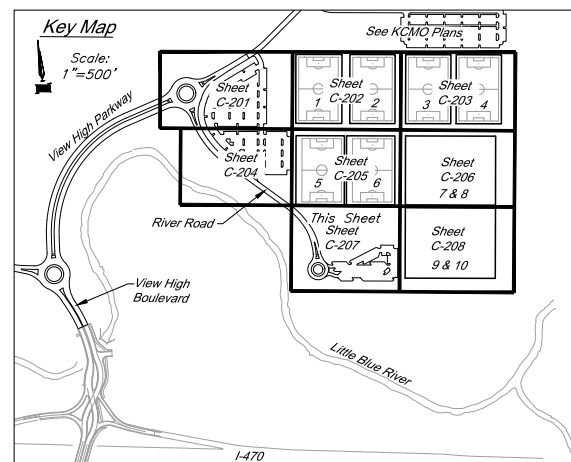 Key Map
See KCMO Plans
Scale:
1"=500'
Sheet
C-201
Sheet
C-202
1
2
Sheet
C-203
3
4
View High Parkway
Sheet
C-204
Sheet
C-205
5
6
Sheet
C-206
7 & 8
River Road
This Sheet
Sheet
C-207
Sheet
C-208
9 & 10
View High
Boulevard
Little Blue River
I-470